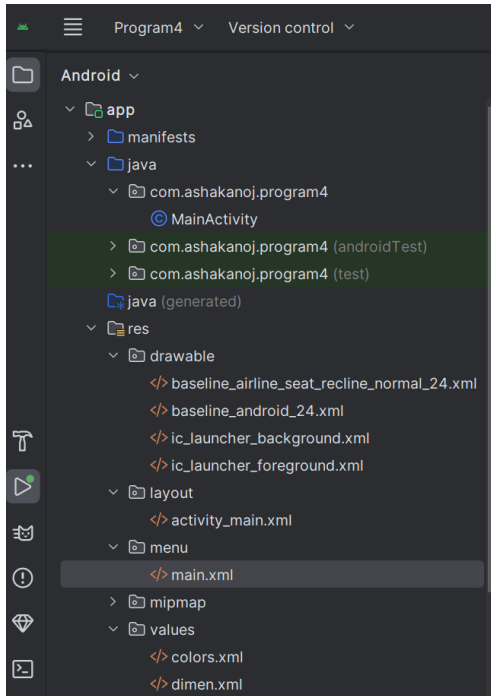 Program4 Version control
Android
app
manifests
java
com.ashakanoj.program4
MainActivity
com.ashakanoj.program4 (androidTest)
com.ashakanoj.program4 (test)
java (generated)
res
drawable
baseline_airline_seat_recline_normal_24.xml
baseline_android_24.xml
ic_launcher_background.xml
ic_launcher_foreground.xml
layout
activity_main.xml
menu
main.xml
mipmap
values
colors.xml
dimen.xml